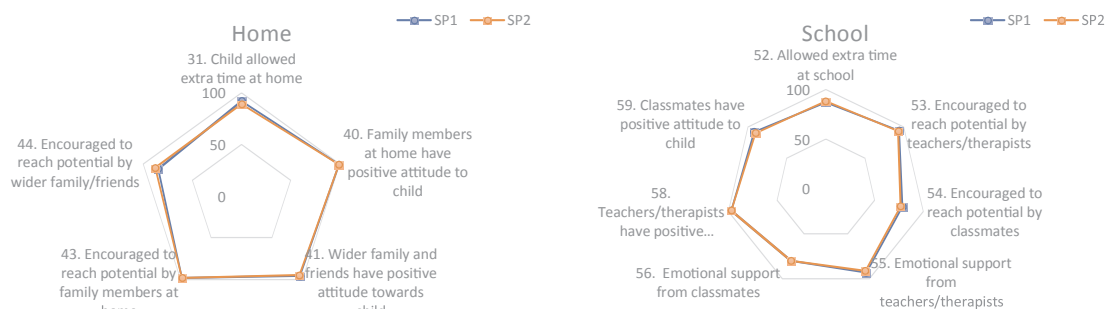 SP1 SP2
Home
31. Child allowed
extra time at home
100
50
0
40. Family members
at home have
positive attitude to
child
41. Wider family and
friends have positive
attitude towards
child
43. Encouraged to
reach potential by
family members at
home
44. Encouraged to
reach potential by
wider family/friends
SP1 SP2
School
52. Allowed extra time
at school
100
50
0
53. Encouraged to
reach potential by
teachers/therapists
54. Encouraged to
reach potential by
classmates
55. Emotional support
from
teachers/therapists
56. Emotional support
from classmates
58.
Teachers/therapists
have positive...
59. Classmates have
positive attitude to
child